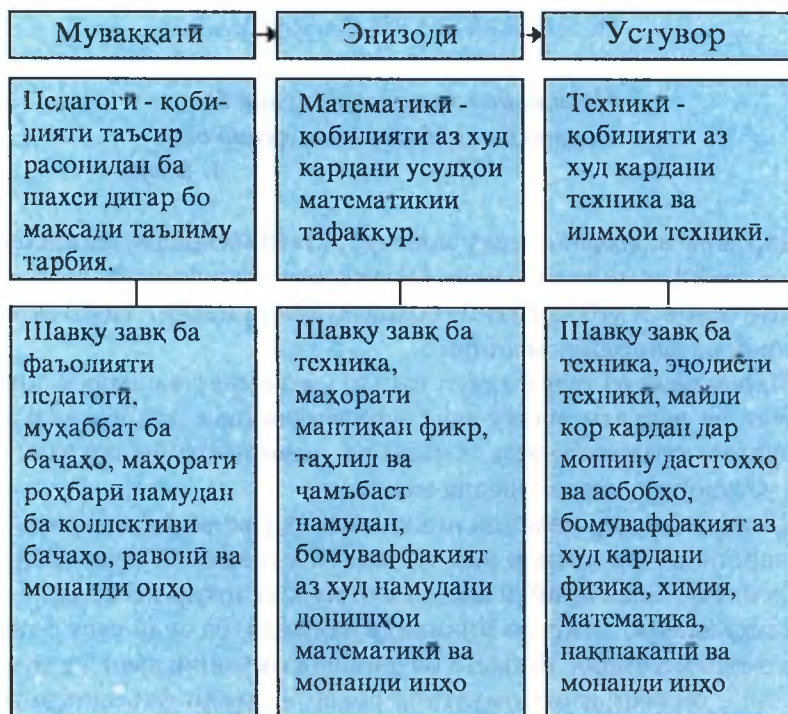 Муваққатӣ
Энизодӣ
Устувор
Педагогӣ - қоби-
лияти таъсир
расонидан ба
шахси дигар бо
мақсади таълиму
тарбия.
Математикӣ -
қобилияти аз худ
кардани усулҳои
математикии
тафаккур.
Техникӣ -
қобилияти аз
худ кардани
техника ва
илмҳои техникӣ.
Шавқу завқ ба
фаъолияти
педагогӣ,
муҳаббат ба
бачаҳо, маҳорати
роҳбарӣ намудан
ба коллективи
бачаҳо, равонӣ ва
монанди онҳо
Шавқу завқ ба
техника,
маҳорати
мантиқан фикр,
таҳлил ва
ҷамъбаст
намудан,
бомуваффақият
аз худ намудани
донишҳои
математикӣ ва
монанди инҳо
Шавқу завқ ба
техника, эҷодиёти
техникӣ, майли
кор кардан дар
мошину дастгоҳҳо
ва асбобҳо,
бомуваффақият аз
худ кардани
физика, химия,
математика,
нақшакашӣ ва
монанди инҳо